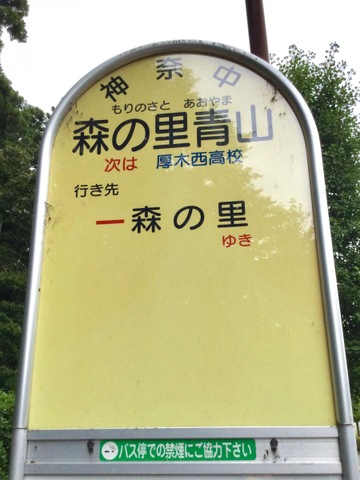 神奈中
もりのさと あおやま
森の里青山
次は 厚木西高校
行き先
一森の里
ゆき
バス停での禁煙にご協力下さい